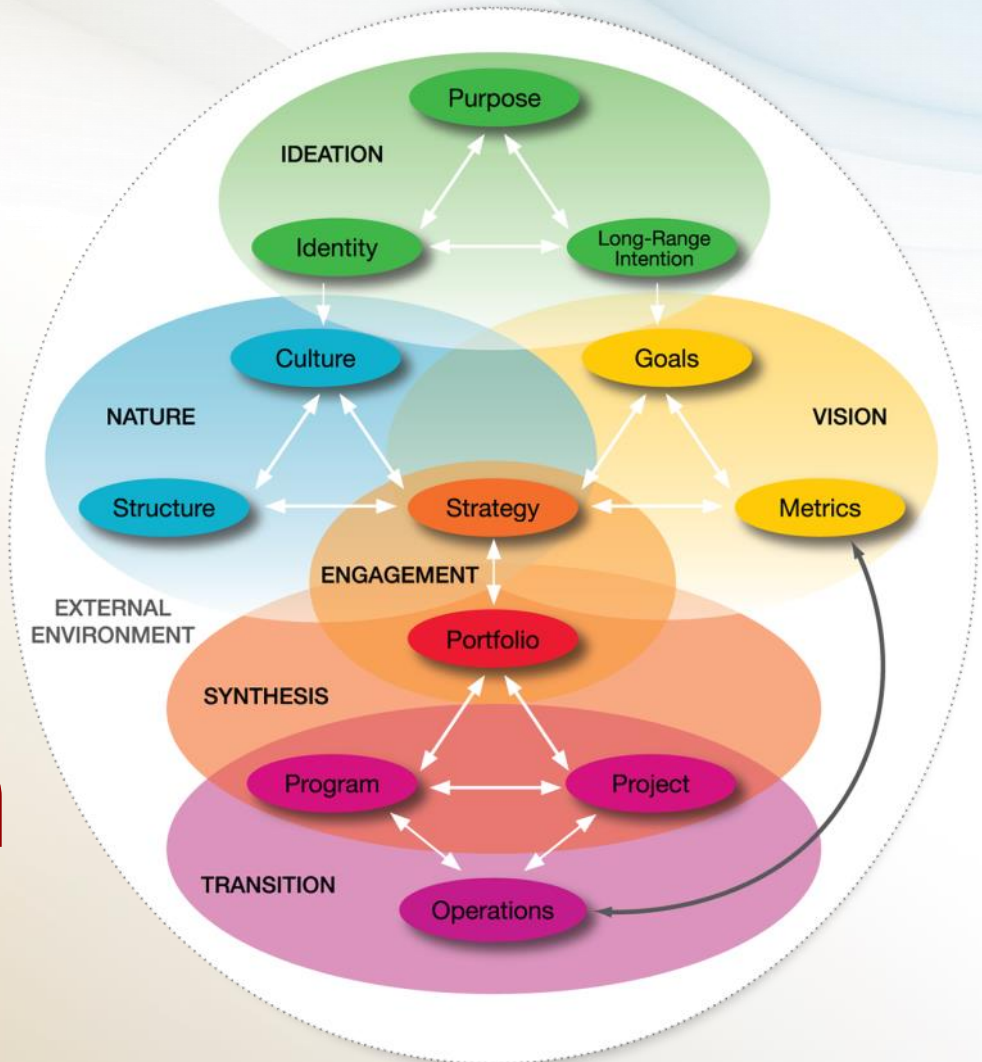 Purpose
IDEATION
Identity
Long-Range
Intention
Culture
Goals
NATURE
VISION
Structure
Strategy
Metrics
ENGAGEMENT
EXTERNAL
ENVIRONMENT
Portfolio
SYNTHESIS
Program
Project
TRANSITION
Operations